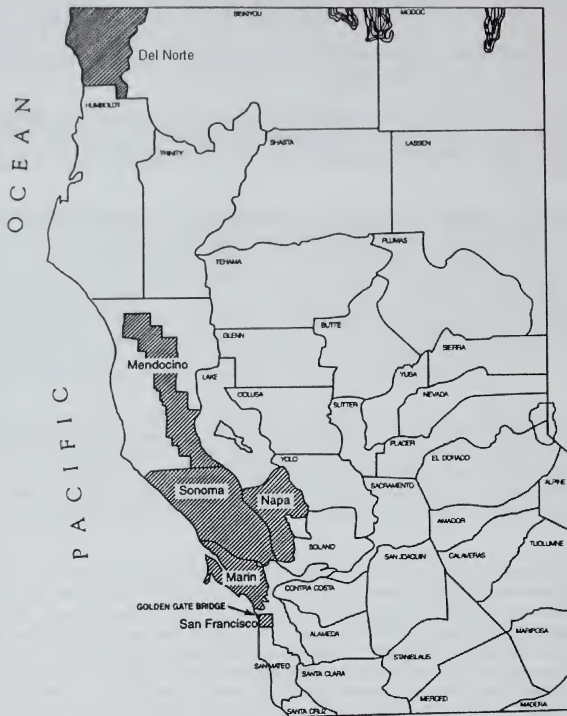 SISKIYOU
MODOC
Del Norte
HUMBOLDT
TRINITY
SHASTA
LASSEN
OCEAN
TEHAMA
PLUMAS
GLENN
BUTTE
SIERRA
Mendocino
LAKE
COLUSA
YUBA
NEVADA
SUTTER
PLACER
PACIFIC
YOLO
EL DORADO
Sonoma
Napa
SACRAMENTO
ALPINE
AMADOR
SOLANO
SAN JOAQUIN
CALAVERAS
TUOLUMNE
Marin
CONTRA COSTA
GOLDEN GATE BRIDGE
San Francisco
ALAMEDA
MARIPOSA
STANISLAUS
SAN MATEO
SANTA CLARA
MERCED
MADERA
SANTA CRUZ